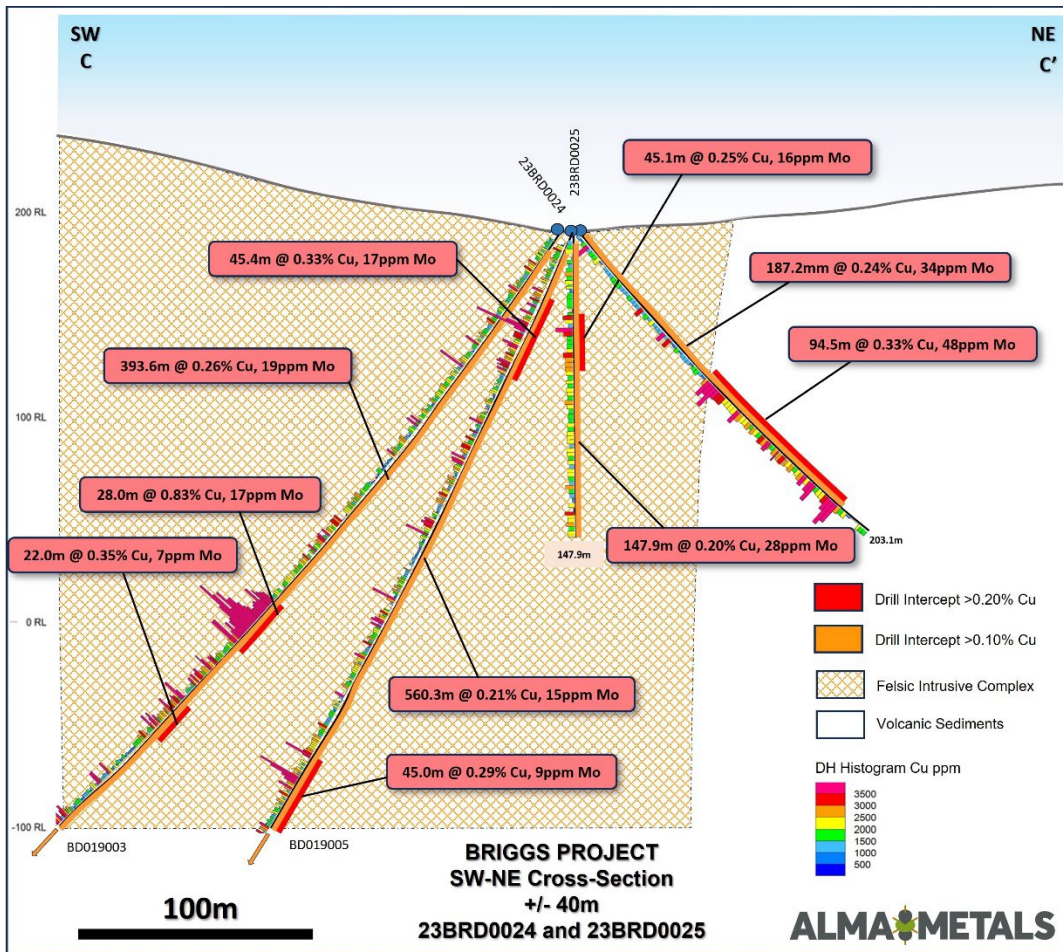 SW
C
NE
C’
23BRD0024
23BRD0025
45.1m @ 0.25% Cu, 16ppm Mo
200 RL
45.4m @ 0.33% Cu, 17ppm Mo
187.2mm @ 0.24% Cu, 34ppm Mo
94.5m @ 0.33% Cu, 48ppm Mo
393.6m @ 0.26% Cu, 19ppm Mo
100 RL
28.0m @ 0.83% Cu, 17ppm Mo
22.0m @ 0.35% Cu, 7ppm Mo
147.9m
147.9m @ 0.20% Cu, 28ppm Mo
203.1m
0 RL
560.3m @ 0.21% Cu, 15ppm Mo
45.0m @ 0.29% Cu, 9ppm Mo
-100 RL
BD019003
BD019005
Drill Intercept >0.20% Cu
Drill Intercept >0.10% Cu
Felsic Intrusive Complex
Volcanic Sediments
DH Histogram Cu ppm
3500
3000
2500
2000
1500
1000
500
100m
BRIGGS PROJECT
SW-NE Cross-Section
+/- 40m
23BRD0024 and 23BRD0025
ALMA METALS